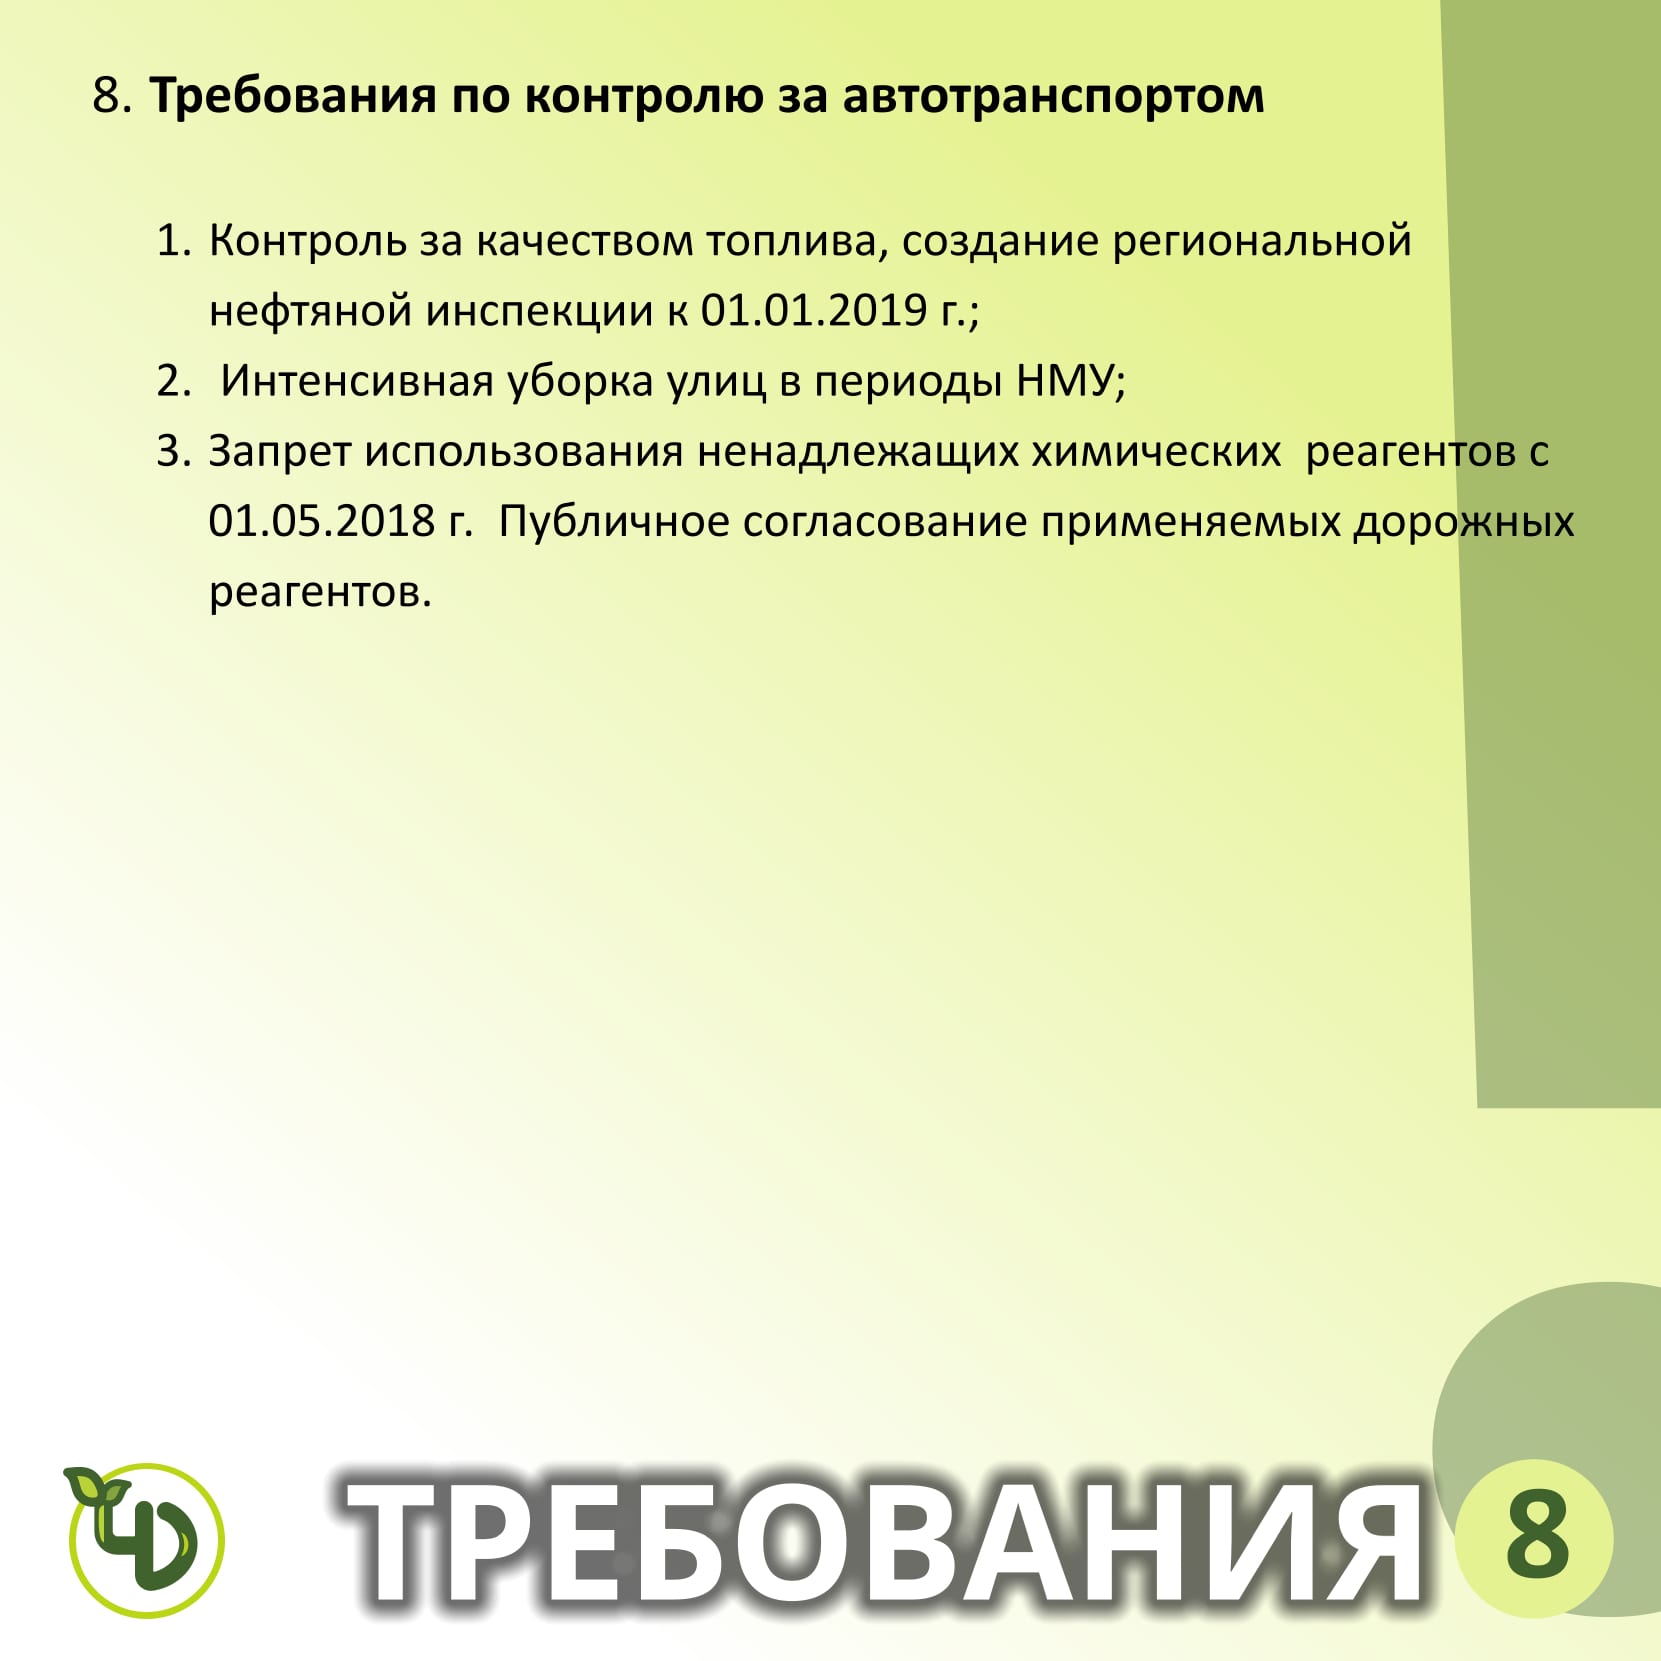 8. Требования по контролю за автотранспортом
1. Контроль за качеством топлива, создание региональной
нефтяной инспекции к 01.01.2019 г.;
2. Интенсивная уборка улиц в периоды НМУ;
3. Запрет использования ненадлежащих химических реагентов с
01.05.2018 г. Публичное согласование применяемых дорожных
реагентов.
ЧD
ТРЕБОВАНИЯ 8